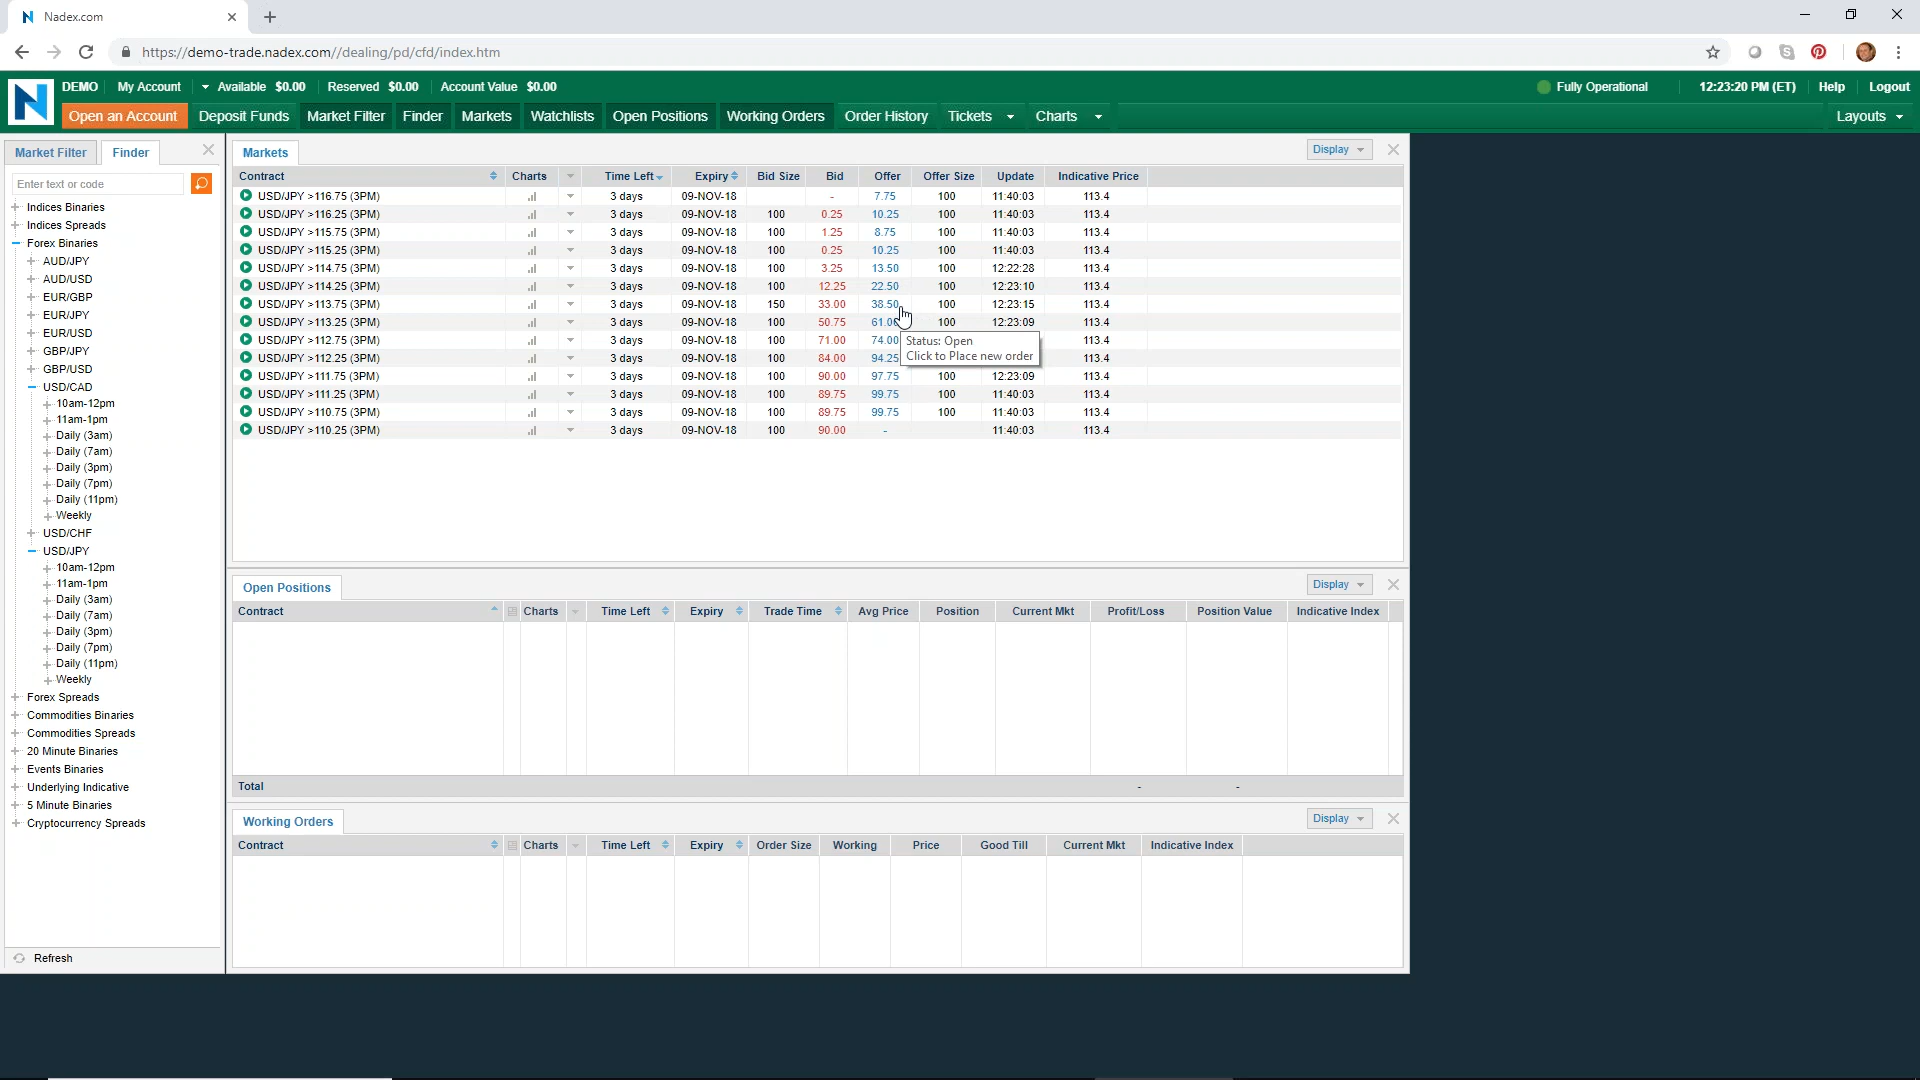 Nadex.com
https://demo-trade.nadex.com//dealing/pd/cfd/index.htm
DEMO My Account Available $0.00 Reserved $0.00 Account Value $0.00 Fully Operational 12:23:20 PM (ET) Help Logout
Open an Account Deposit Funds Market Filter Finder Markets Watchlists Open Positions Working Orders Order History Tickets Charts Layouts
Market Filter Finder
Enter text or code
Indices Binaries
Indices Spreads
Forex Binaries
AUD/JPY
AUD/USD
EUR/GBP
EUR/JPY
EUR/USD
GBP/JPY
GBP/USD
USD/CAD
10am-12pm
11am-1pm
Daily (3am)
Daily (7am)
Daily (3pm)
Daily (7pm)
Daily (11pm)
Weekly
USD/CHF
USD/JPY
10am-12pm
11am-1pm
Daily (3am)
Daily (7am)
Daily (3pm)
Daily (7pm)
Daily (11pm)
Weekly
Forex Spreads
Commodities Binaries
Commodities Spreads
20 Minute Binaries
Events Binaries
Underlying Indicative
5 Minute Binaries
Cryptocurrency Spreads
Refresh
Markets Display
Contract Charts Time Left Expiry Bid Size Bid Offer Offer Size Update Indicative Price
USD/JPY >116.75 (3PM) 3 days 09-NOV-18 - 7.75 100 11:40:03 113.4
USD/JPY >116.25 (3PM) 3 days 09-NOV-18 100 0.25 10.25 100 11:40:03 113.4
USD/JPY >115.75 (3PM) 3 days 09-NOV-18 100 1.25 8.75 100 11:40:03 113.4
USD/JPY >115.25 (3PM) 3 days 09-NOV-18 100 0.25 10.25 100 11:40:03 113.4
USD/JPY >114.75 (3PM) 3 days 09-NOV-18 100 3.25 13.50 100 12:22:28 113.4
USD/JPY >114.25 (3PM) 3 days 09-NOV-18 100 12.25 22.50 100 12:23:10 113.4
USD/JPY >113.75 (3PM) 3 days 09-NOV-18 150 33.00 38.50 100 12:23:15 113.4
USD/JPY >113.25 (3PM) 3 days 09-NOV-18 100 50.75 100 12:23:09 113.4
USD/JPY >112.75 (3PM) 3 days 09-NOV-18 100 71.00 74.00 113.4
USD/JPY >112.25 (3PM) 3 days 09-NOV-18 100 84.00 94.25 113.4
USD/JPY >111.75 (3PM) 3 days 09-NOV-18 100 90.00 97.75 100 12:23:09 113.4
USD/JPY >111.25 (3PM) 3 days 09-NOV-18 100 89.75 99.75 100 11:40:03 113.4
USD/JPY >110.75 (3PM) 3 days 09-NOV-18 100 89.75 99.75 100 11:40:03 113.4
USD/JPY >110.25 (3PM) 3 days 09-NOV-18 100 90.00 - 11:40:03 113.4
Status: Open
Click to Place new order
Open Positions Display
Contract Charts Time Left Expiry Trade Time Avg Price Position Current Mkt Profit/Loss Position Value Indicative Index
Total - -
Working Orders Display
Contract Charts Time Left Expiry Order Size Working Price Good Till Current Mkt Indicative Index